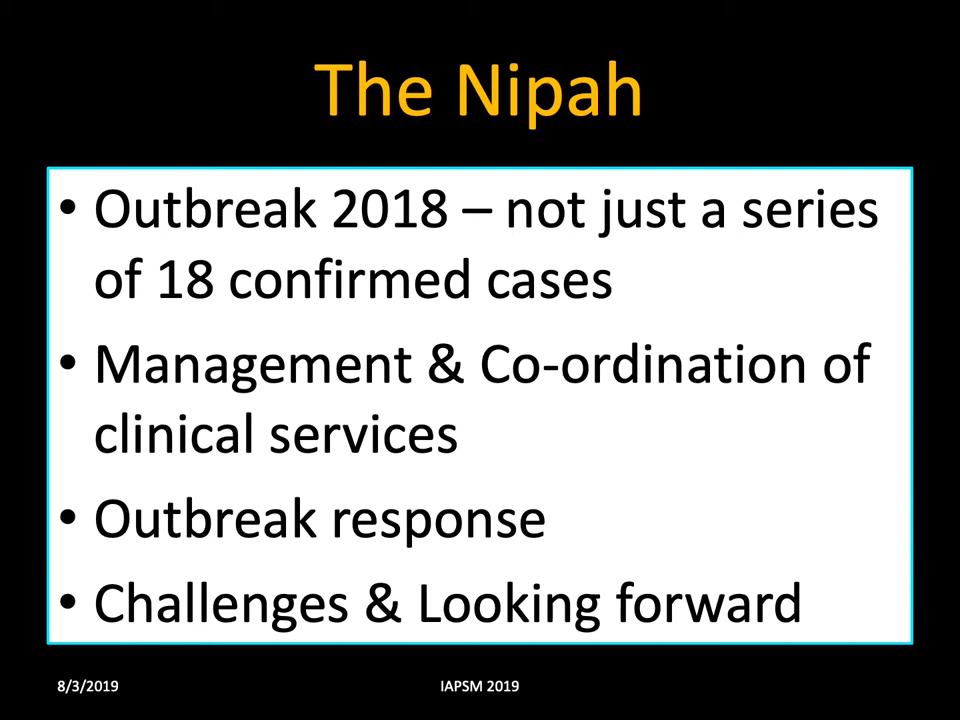 The Nipah
• Outbreak 2018 – not just a series
of 18 confirmed cases
• Management & Co-ordination of
clinical services
• Outbreak response
• Challenges & Looking forward
8/3/2019
IAPSM 2019